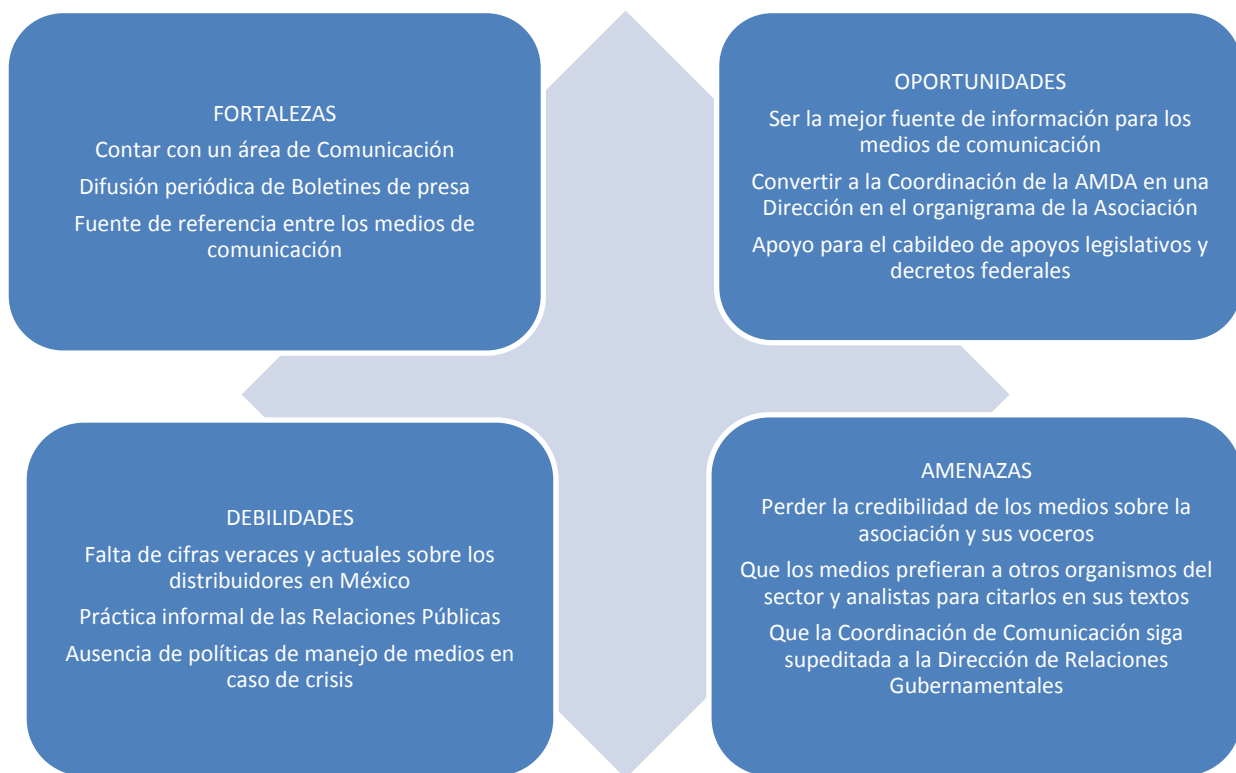 FORTALEZAS
Contar con un área de Comunicación
Difusión periódica de Boletines de presa
Fuente de referencia entre los medios de
comunicación
OPORTUNIDADES
Ser la mejor fuente de información para los
medios de comunicación
Convertir a la Coordinación de la AMDA en una
Dirección en el organigrama de la Asociación
Apoyo para el cabildeo de apoyos legislativos y
decretos federales
DEBILIDADES
Falta de cifras veraces y actuales sobre los
distribuidores en México
Práctica informal de las Relaciones Públicas
Ausencia de políticas de manejo de medios en
caso de crisis
AMENAZAS
Perder la credibilidad de los medios sobre la
asociación y sus voceros
Que los medios prefieran a otros organismos del
sector y analistas para citarlos en sus textos
Que la Coordinación de Comunicación siga
supeditada a la Dirección de Relaciones
Gubernamentales